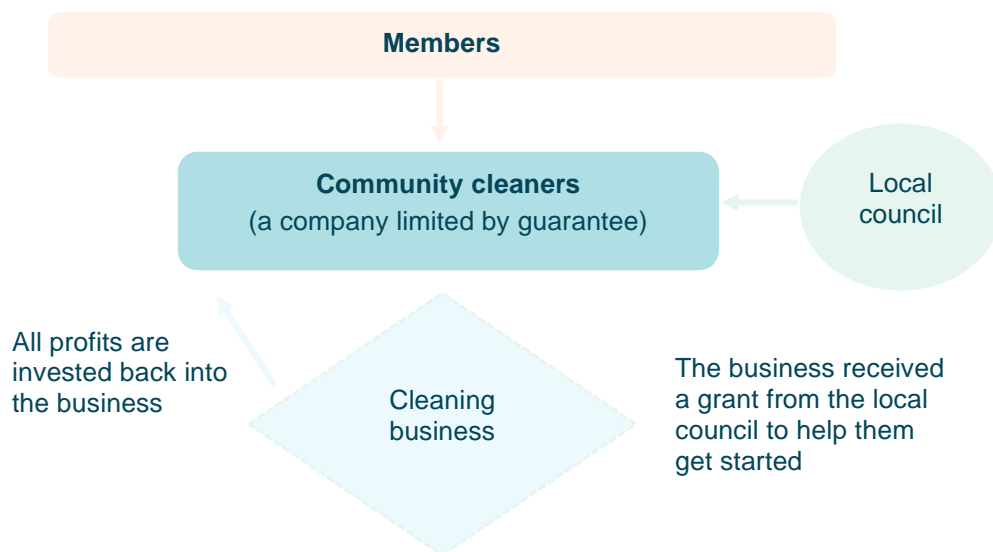 Members
Community cleaners
(a company limited by guarantee)
Local
council
All profits are
invested back into
the business
Cleaning
business
The business received
a grant from the local
council to help them
get started